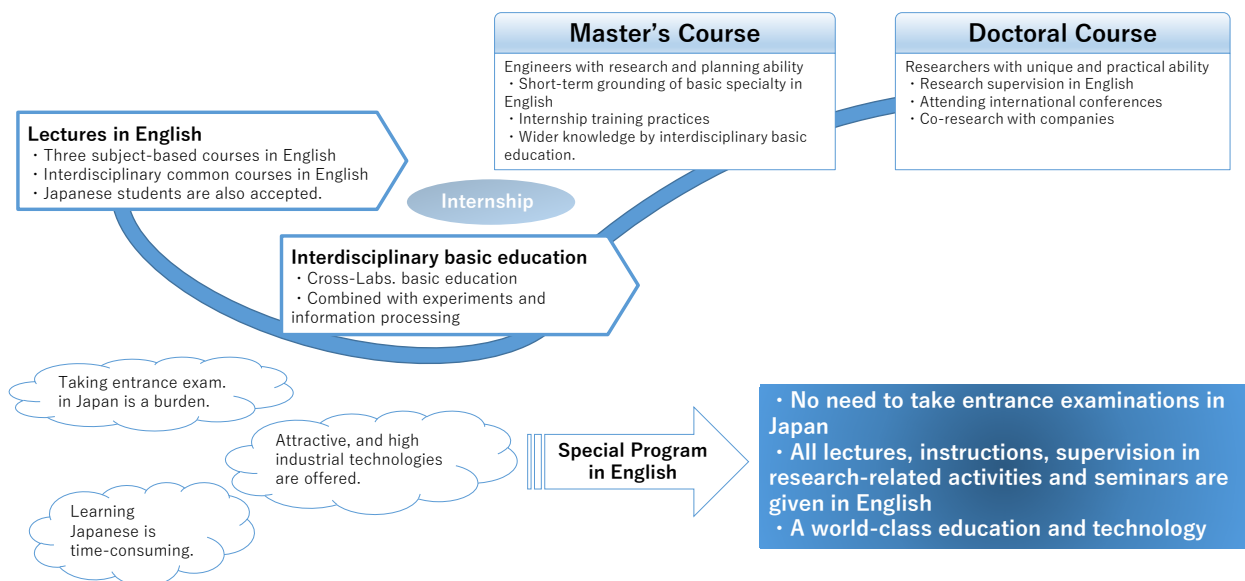 Master's Course
Engineers with research and planning ability
・Short-term grounding of basic specialty in
English
・Internship training practices
・Wider knowledge by interdisciplinary basic
education.
Doctoral Course
Researchers with unique and practical ability
・Research supervision in English
・Attending international conferences
・Co-research with companies
Lectures in English
・Three subject-based courses in English
・Interdisciplinary common courses in English
・Japanese students are also accepted.
Internship
Interdisciplinary basic education
・Cross-Labs. basic education
・Combined with experiments and
information processing
Taking entrance exam.
in Japan is a burden.
Attractive, and high
industrial technologies
are offered.
Learning
Japanese is
time-consuming.
Special Program
in English
・No need to take entrance examinations in
Japan
・All lectures, instructions, supervision in
research-related activities and seminars are
given in English
・A world-class education and technology